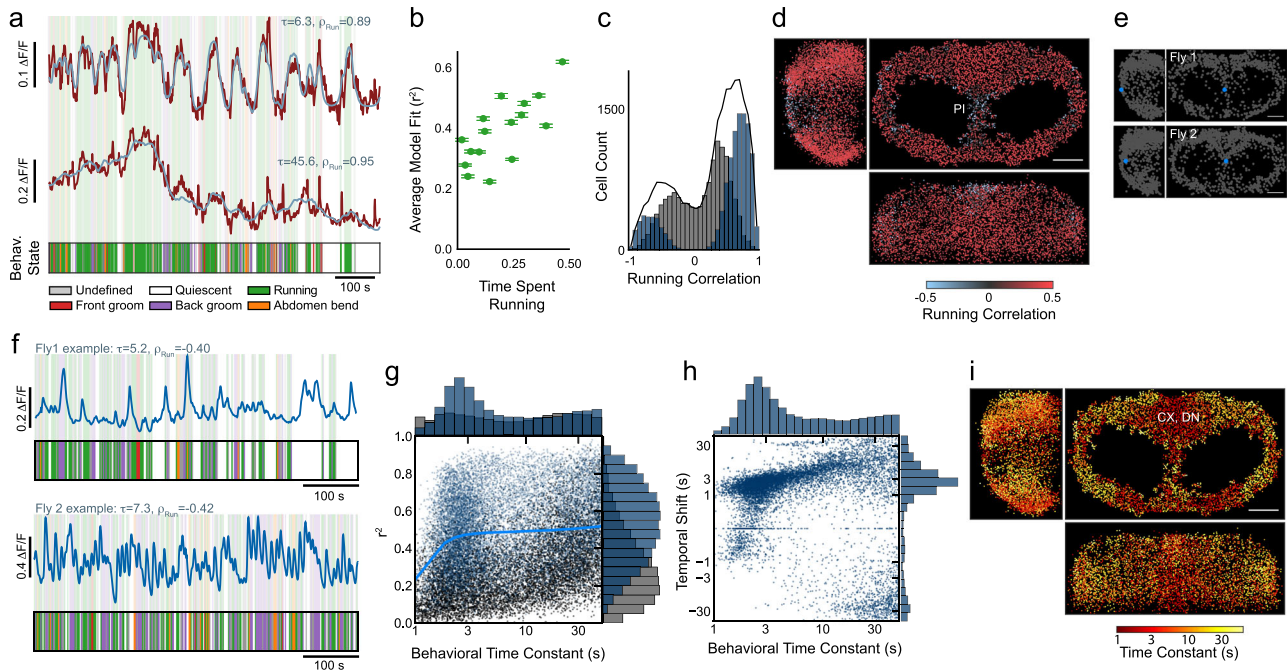 a
τ=6.3, ρRun=0.89
0.1 ΔF/F
τ=45.6, ρRun=0.95
0.2 ΔF/F
Behav.
State
100 s
Undefined Quiescent Running
Front groom Back groom Abdomen bend
b
Average Model Fit (r²)
0.6
0.4
0.2
0.0
0.00 0.25 0.50
Time Spent
Running
c
Cell Count
1500
0
-1 0 1
Running Correlation
d
PI
-0.5 0 0.5
Running Correlation
e
Fly 1
Fly 2
f
Fly1 example: τ=5.2, ρRun=-0.40
0.2 ΔF/F
100 s
Fly 2 example: τ=7.3, ρRun=-0.42
0.4 ΔF/F
100 s
g
r²
1.0
0.8
0.6
0.4
0.2
0.0
1 3 10 30
Behavioral Time Constant (s)
h
Temporal Shift (s)
30
3
1
-1
-3
-30
1 3 10 30
Behavioral Time Constant (s)
i
CX, DN
1 3 10 30
Time Constant (s)